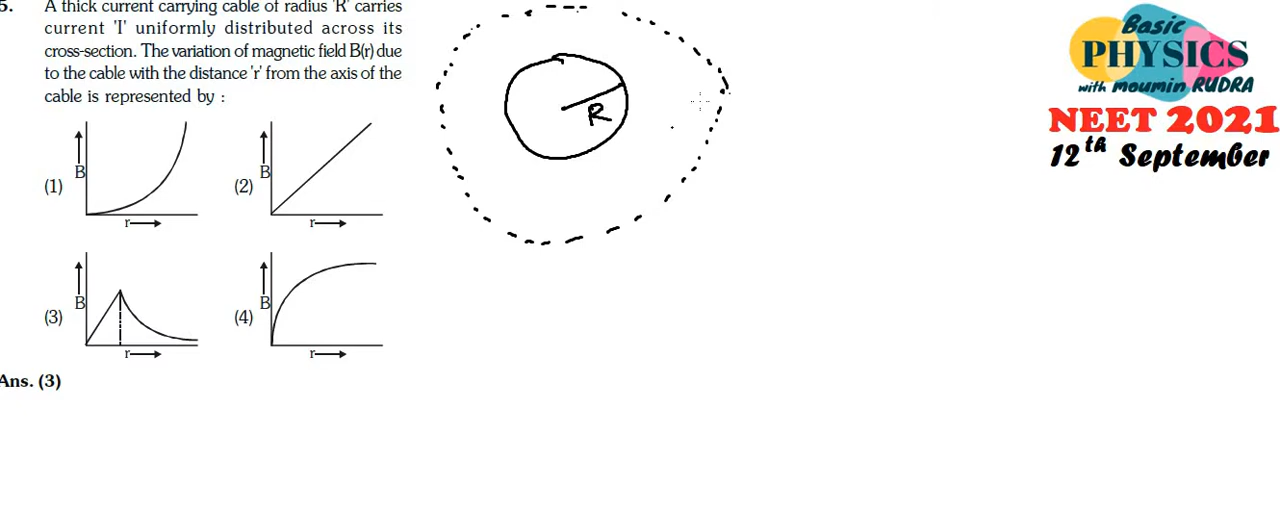 5. A thick current carrying cable of radius 'R' carries
current 'I' uniformly distributed across its
cross-section. The variation of magnetic field B(r) due
to the cable with the distance 'r' from the axis of the
cable is represented by :
(1) B r
(2) B r
(3) B r
(4) B r
Ans. (3)
R
Basic
PHYSICS
with moumin RUDRA
NEET 2021
12th September